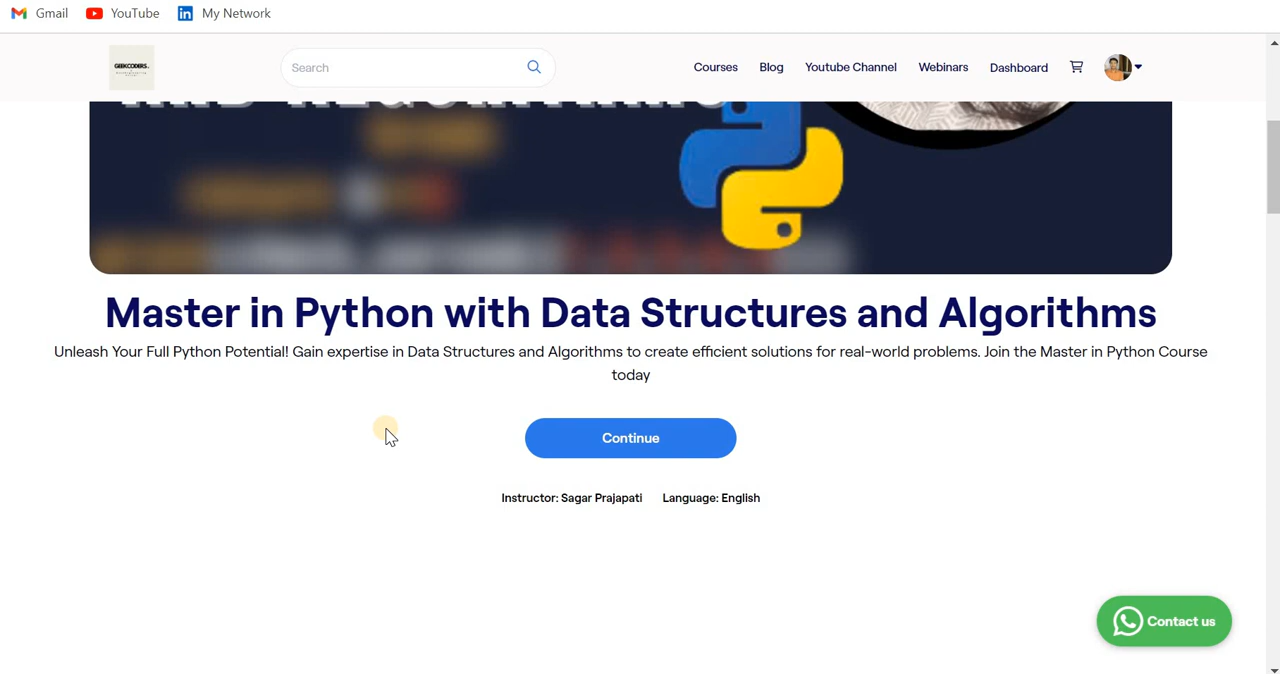 Gmail YouTube My Network
GEEKCODERS.
Search
Courses Blog Youtube Channel Webinars Dashboard
Master in Python with Data Structures and Algorithms
Unleash Your Full Python Potential! Gain expertise in Data Structures and Algorithms to create efficient solutions for real-world problems. Join the Master in Python Course
today
Continue
Instructor: Sagar Prajapati Language: English
Contact us